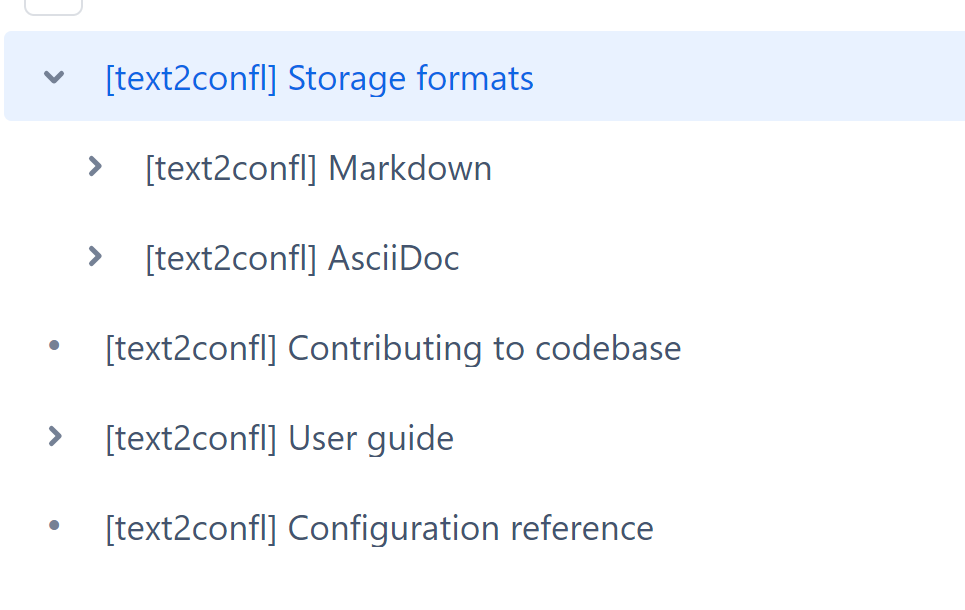 [text2confl] Storage formats
[text2confl] Markdown
[text2confl] AsciiDoc
[text2confl] Contributing to codebase
[text2confl] User guide
[text2confl] Configuration reference